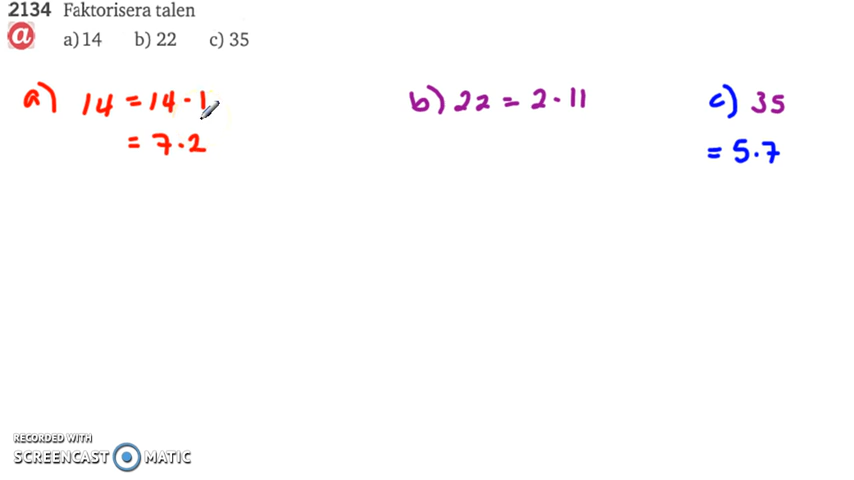 2134 Faktorisera talen
a a) 14 b) 22 c) 35
a) 14 = 14 · 1
= 7 · 2
b) 22 = 2 · 11
c) 35
= 5 · 7
RECORDED WITH
SCREENCAST MATIC